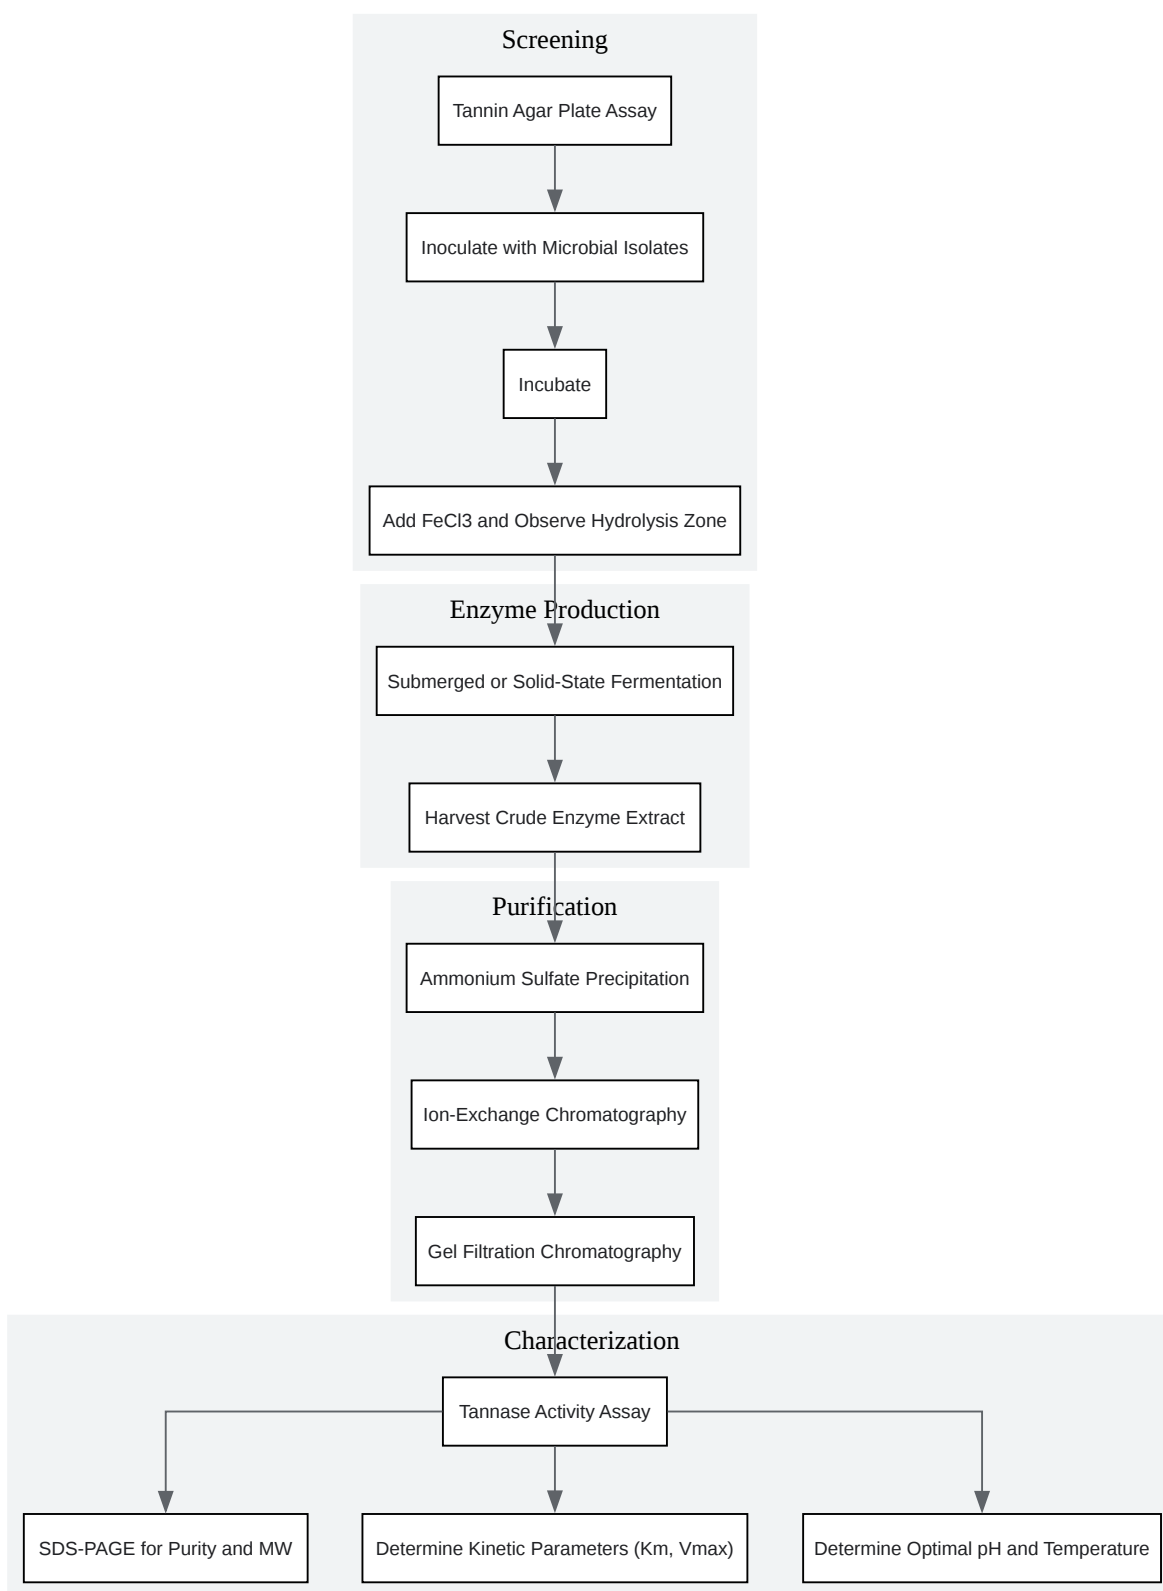 Screening
Tannin Agar Plate Assay
Inoculate with Microbial Isolates
Incubate
Add FeCl3 and Observe Hydrolysis Zone
Enzyme Production
Submerged or Solid-State Fermentation
Harvest Crude Enzyme Extract
Purification
Ammonium Sulfate Precipitation
Ion-Exchange Chromatography
Gel Filtration Chromatography
Characterization
Tannase Activity Assay
SDS-PAGE for Purity and MW
Determine Kinetic Parameters (Km, Vmax)
Determine Optimal pH and Temperature